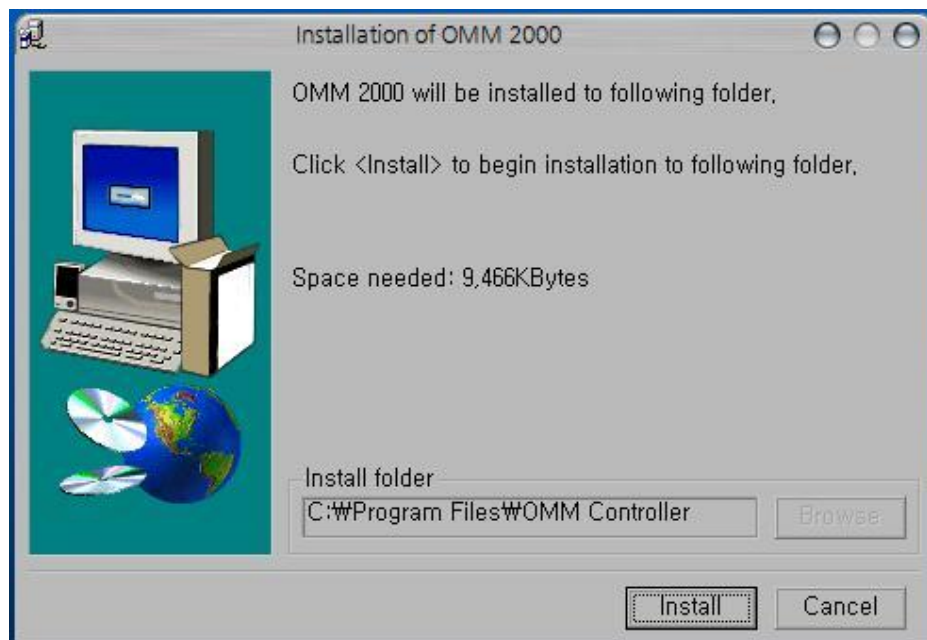 Installation of OMM 2000
OMM 2000 will be installed to following folder,
Click <Install> to begin installation to following folder,
Space needed: 9,466KBytes
Install folder
C:₩Program Files₩OMM Controller
Browse
Install
Cancel